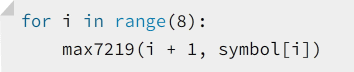 for i in range(8):
    max7219(i + 1, symbol[i])